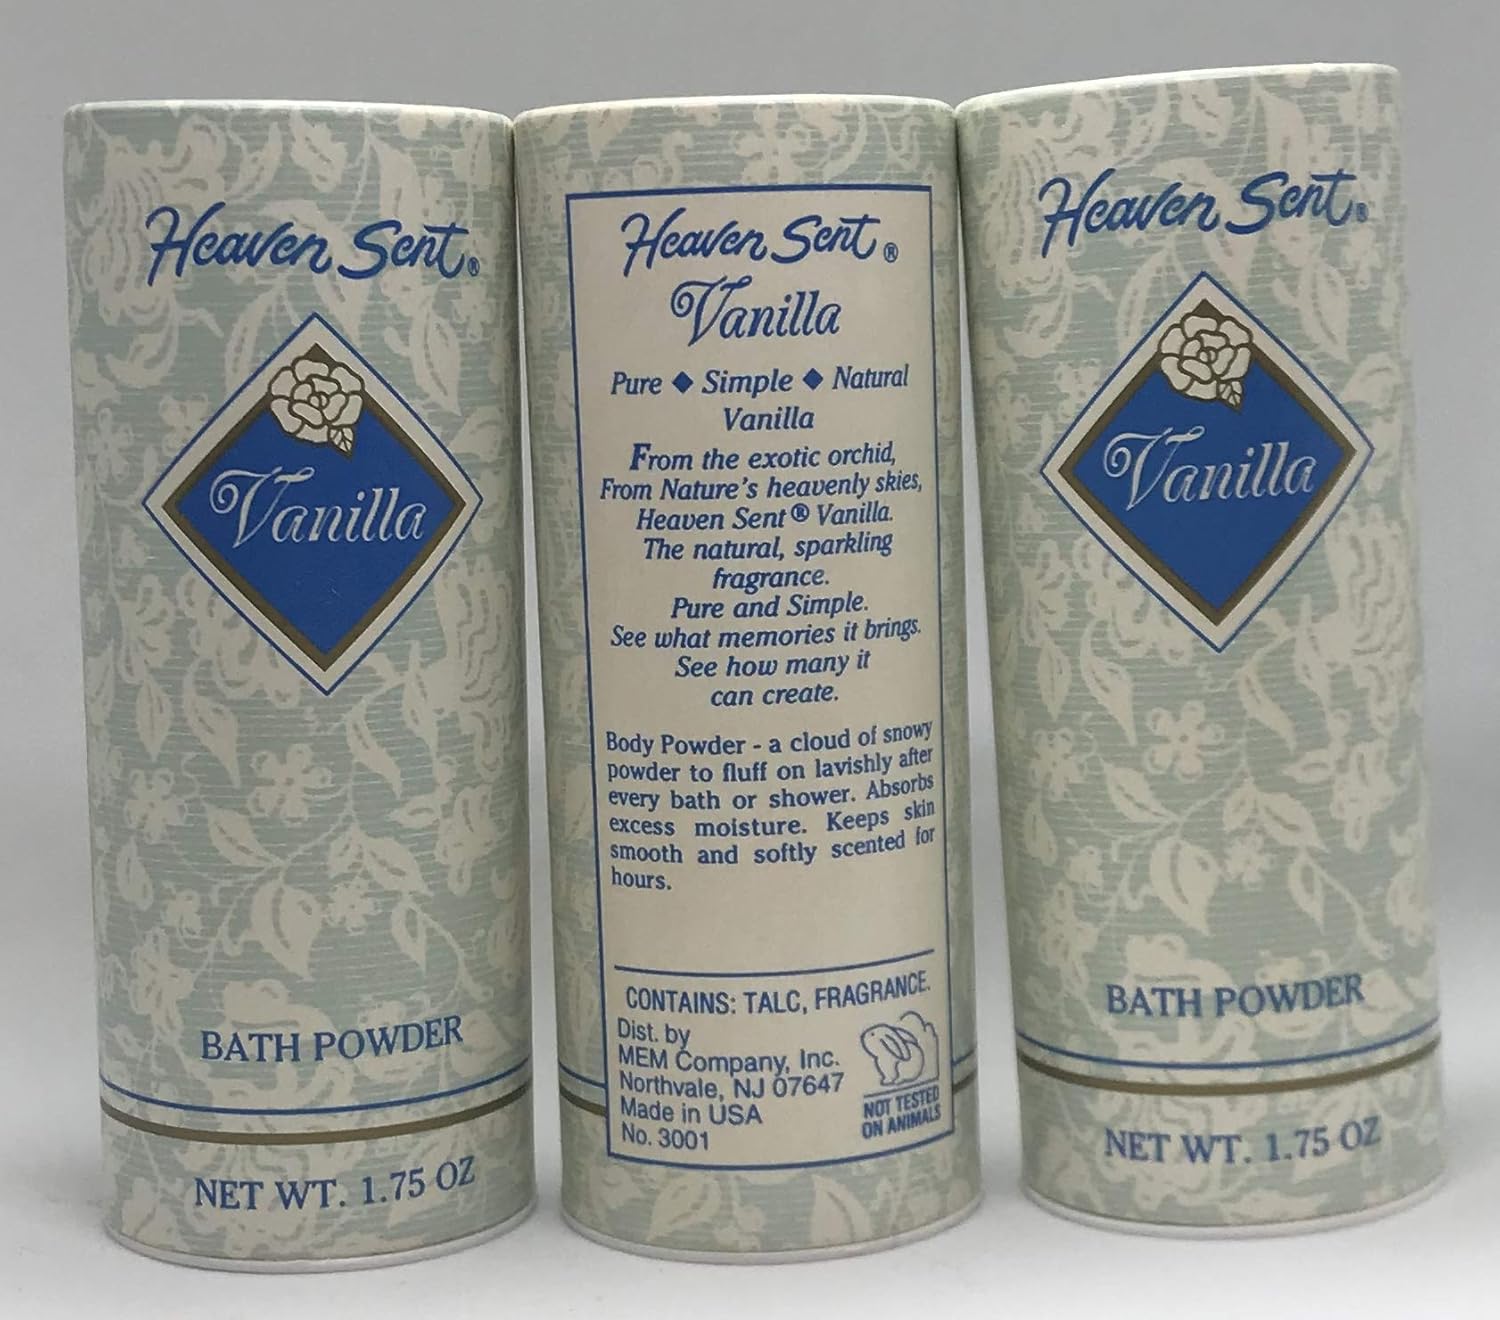 Heaven Sent®
Vanilla
BATH POWDER
NET WT. 1.75 OZ
Heaven Sent®
Vanilla
Pure ◆ Simple ◆ Natural
Vanilla
From the exotic orchid,
From Nature's heavenly skies,
Heaven Sent® Vanilla.
The natural, sparkling
fragrance.
Pure and Simple.
See what memories it brings.
See how many it
can create.
Body Powder - a cloud of snowy
powder to fluff on lavishly after
every bath or shower. Absorbs
excess moisture. Keeps skin
smooth and softly scented for
hours.
CONTAINS: TALC, FRAGRANCE.
Dist. by
MEM Company, Inc.
Northvale, NJ 07647
Made in USA
No. 3001
NOT TESTED
ON ANIMALS
Heaven Sent®
Vanilla
BATH POWDER
NET WT. 1.75 OZ